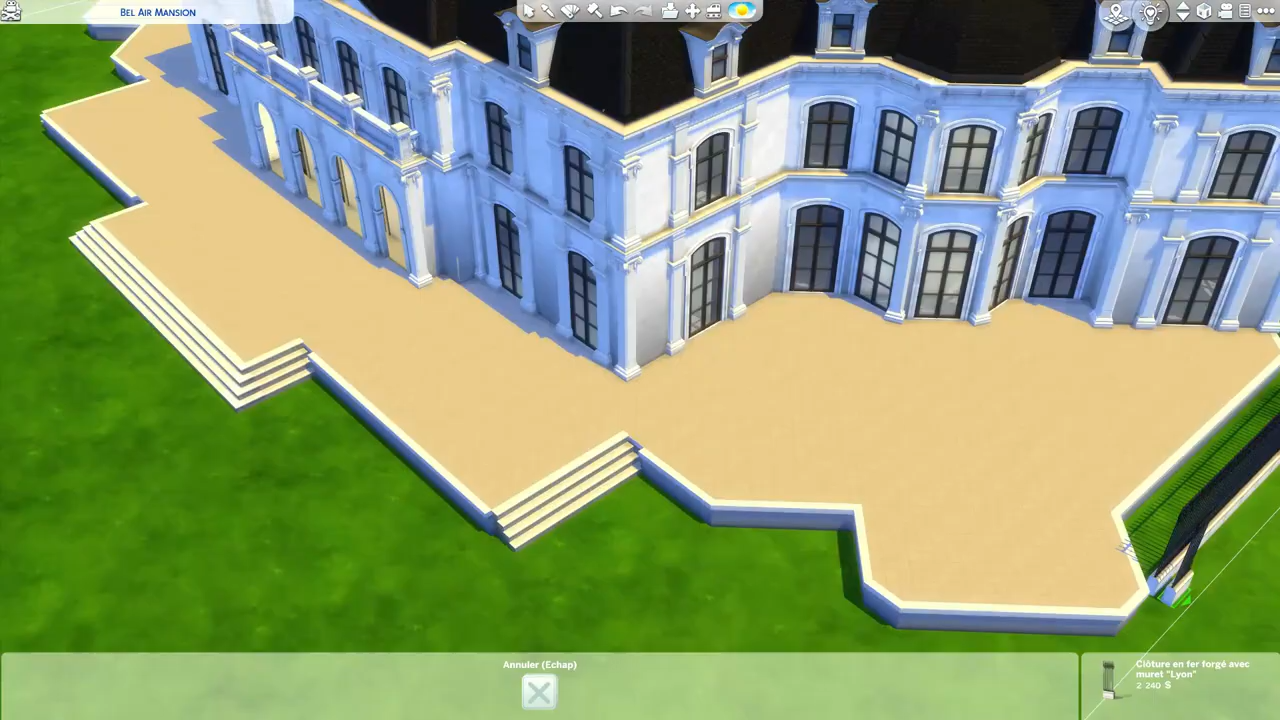 BEL AIR MANSION
Annuler (Echap)
Clôture en fer forgé avec
muret "Lyon"
2 240 $